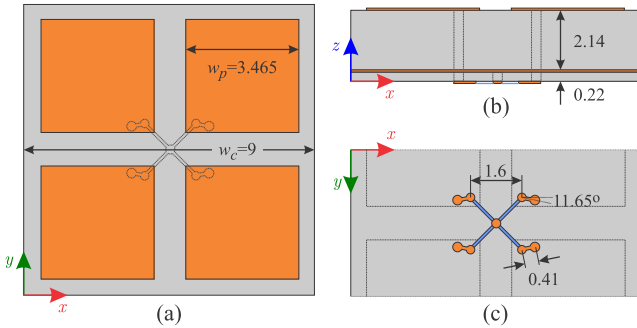 w_p=3.465
w_c=9
y
x
(a)
z
x
2.14
0.22
(b)
x
y
1.6
11.65°
0.41
(c)